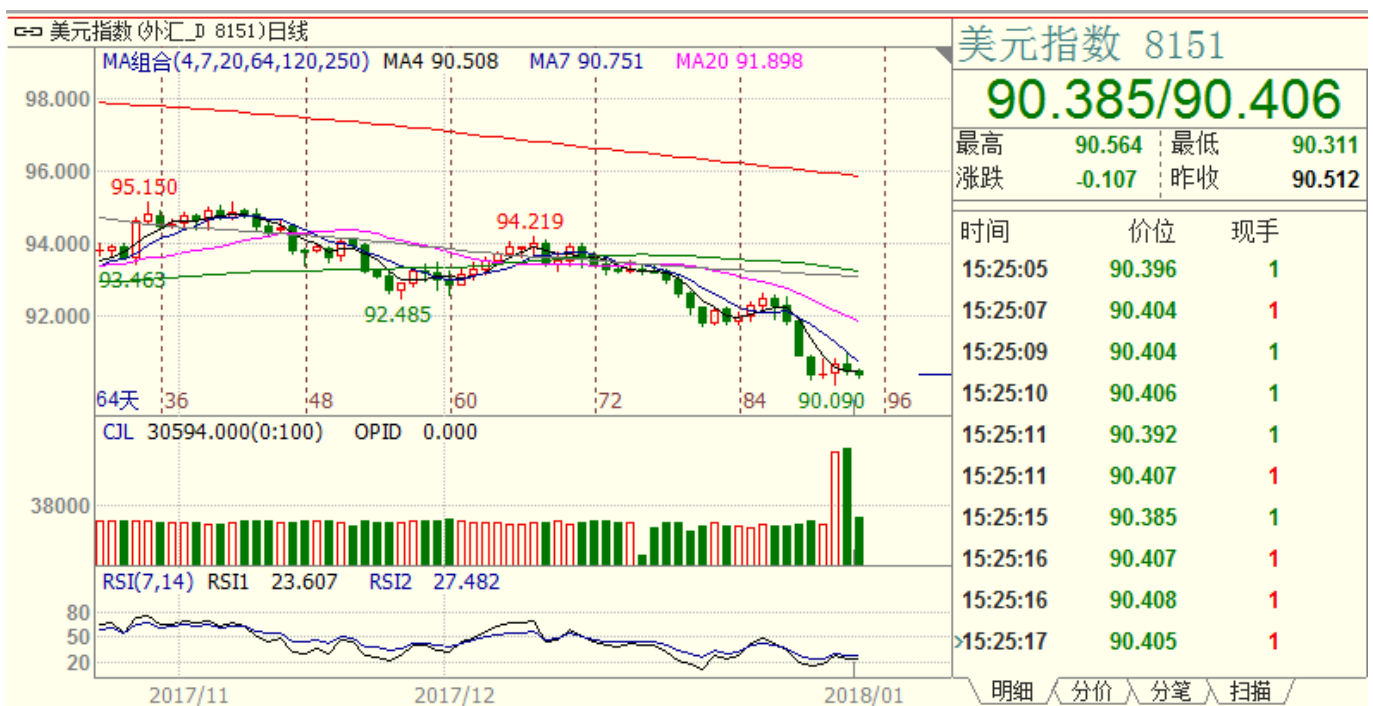 美元指数(外汇_D 8151)日线
MA组合(4,7,20,64,120,250) MA4 90.508 MA7 90.751 MA20 91.898
98.000
96.000
95.150
94.219
94.000
93.463
92.485
92.000
64天 36 48 60 72 84 90.090 96
CJL 30594.000(0:100) OPID 0.000
38000
RSI(7,14) RSI1 23.607 RSI2 27.482
80
50
20
2017/11 2017/12 2018/01
美元指数 8151
90.385/90.406
最高 90.564 最低 90.311
涨跌 -0.107 昨收 90.512
时间 价位 现手
15:25:05 90.396 1
15:25:07 90.404 1
15:25:09 90.404 1
15:25:10 90.406 1
15:25:11 90.392 1
15:25:11 90.407 1
15:25:15 90.385 1
15:25:16 90.407 1
15:25:16 90.408 1
>15:25:17 90.405 1
明细 分价 分笔 扫描